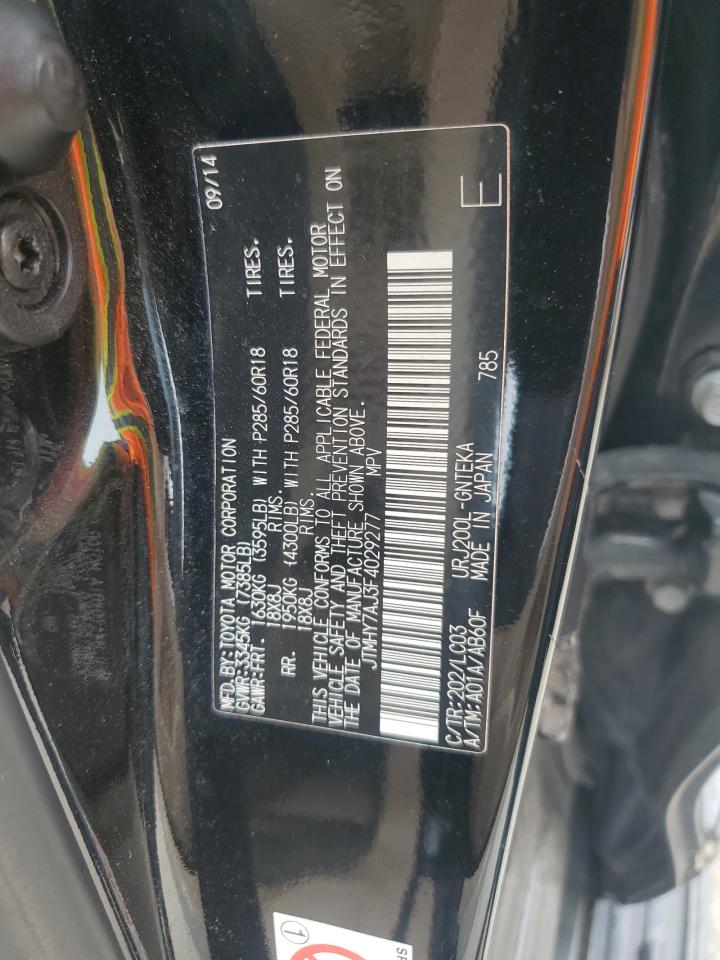 MFD. BY:TOYOTA MOTOR CORPORATION 09/14
GVWR:3345KG (7385LB)
GAWR:FRT. 1630KG (3595LB) WITH P285/60R18 TIRES.
18X8J RIMS.
RR. 1950KG (4300LB) WITH P285/60R18 TIRES.
18X8J RIMS.
THIS VEHICLE CONFORMS TO ALL APPLICABLE FEDERAL MOTOR
VEHICLE SAFETY AND THEFT PREVENTION STANDARDS IN EFFECT ON
THE DATE OF MANUFACTURE SHOWN ABOVE.
JTMHY7AJ3F4029277 MPV
C/TR:202/LC03 URJ200L-GNTEKA 785 E
A/TM:A01A/AB60F MADE IN JAPAN
1